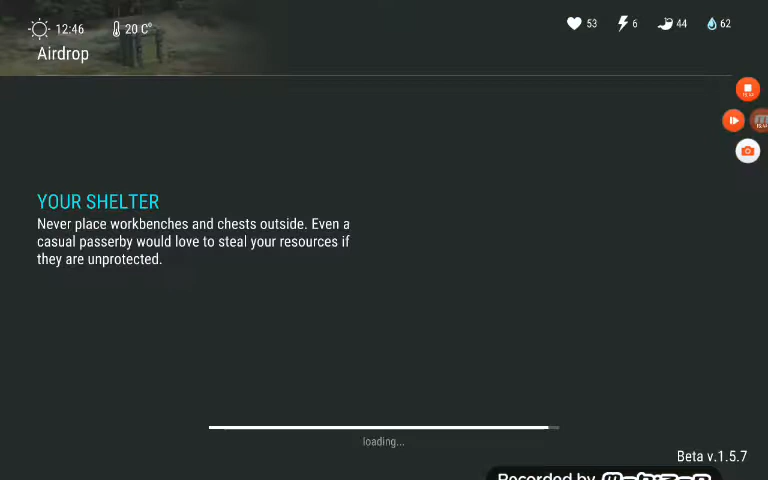 12:46 20 C° 53 6 44 62
Airdrop
YOUR SHELTER
Never place workbenches and chests outside. Even a
casual passerby would love to steal your resources if
they are unprotected.
loading...
Beta v.1.5.7
Recorded by